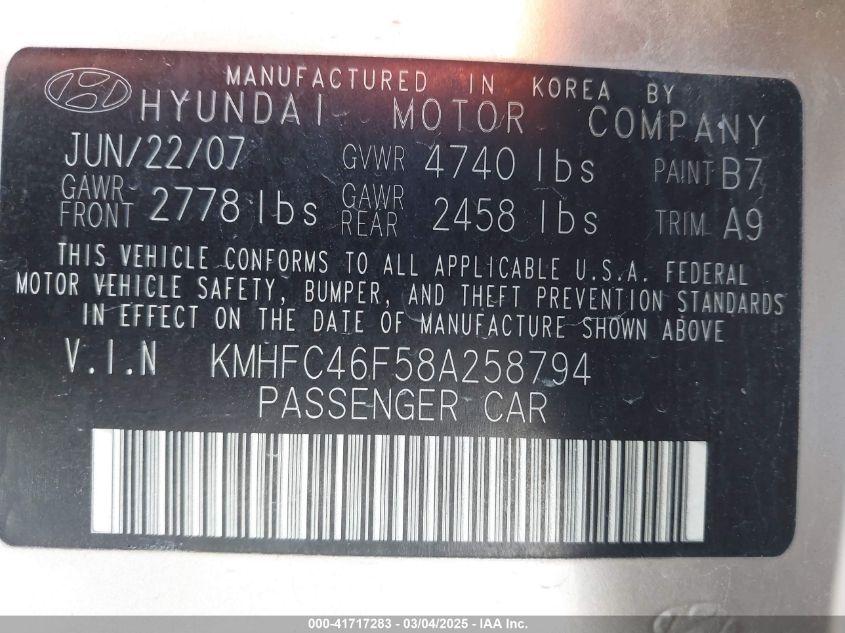 MANUFACTURED IN KOREA BY
HYUNDAI MOTOR COMPANY
JUN/22/07 GVWR 4740 lbs PAINT B7
GAWR FRONT 2778 lbs GAWR REAR 2458 lbs TRIM A9
THIS VEHICLE CONFORMS TO ALL APPLICABLE U.S.A. FEDERAL
MOTOR VEHICLE SAFETY, BUMPER, AND THEFT PREVENTION STANDARDS
IN EFFECT ON THE DATE OF MANUFACTURE SHOWN ABOVE
V.I.N KMHFC46F58A258794
PASSENGER CAR
000-41717283 - 03/04/2025 - IAA Inc.